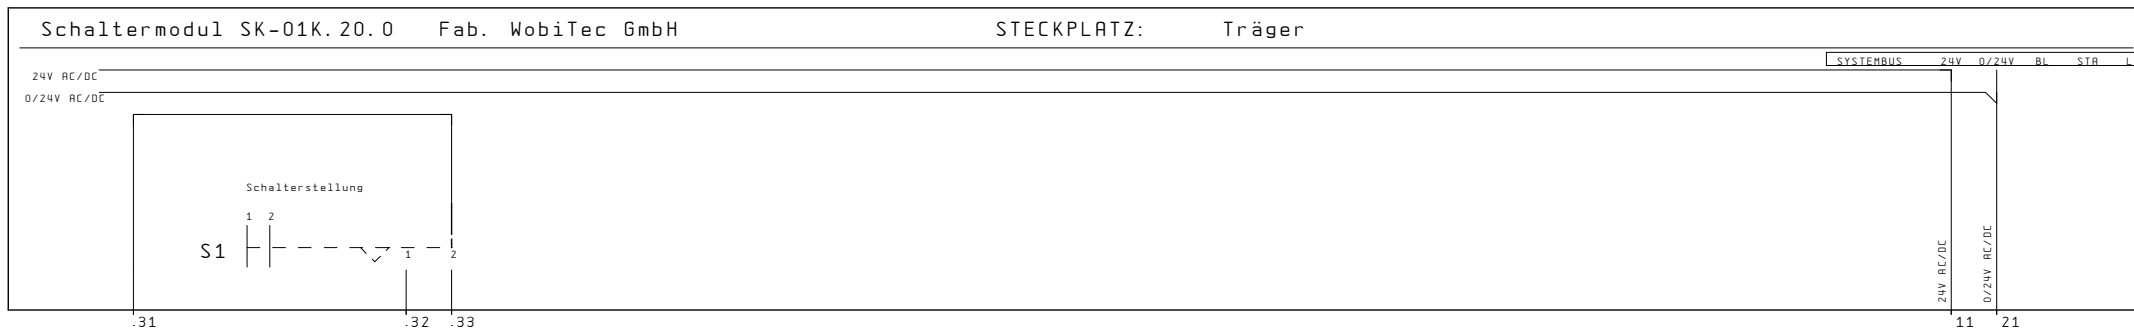 Schaltermodul SK-01K.20.0 Fab. WobiTec GmbH STECKPLATZ: Träger
SYSTEMBUS 24V 0/24V BL STA L
24V AC/DC
0/24V AC/DC
Schalterstellung
1 2
S1
1 2
24V AC/DC
0/24V AC/DC
.31 .32 .33 11 21